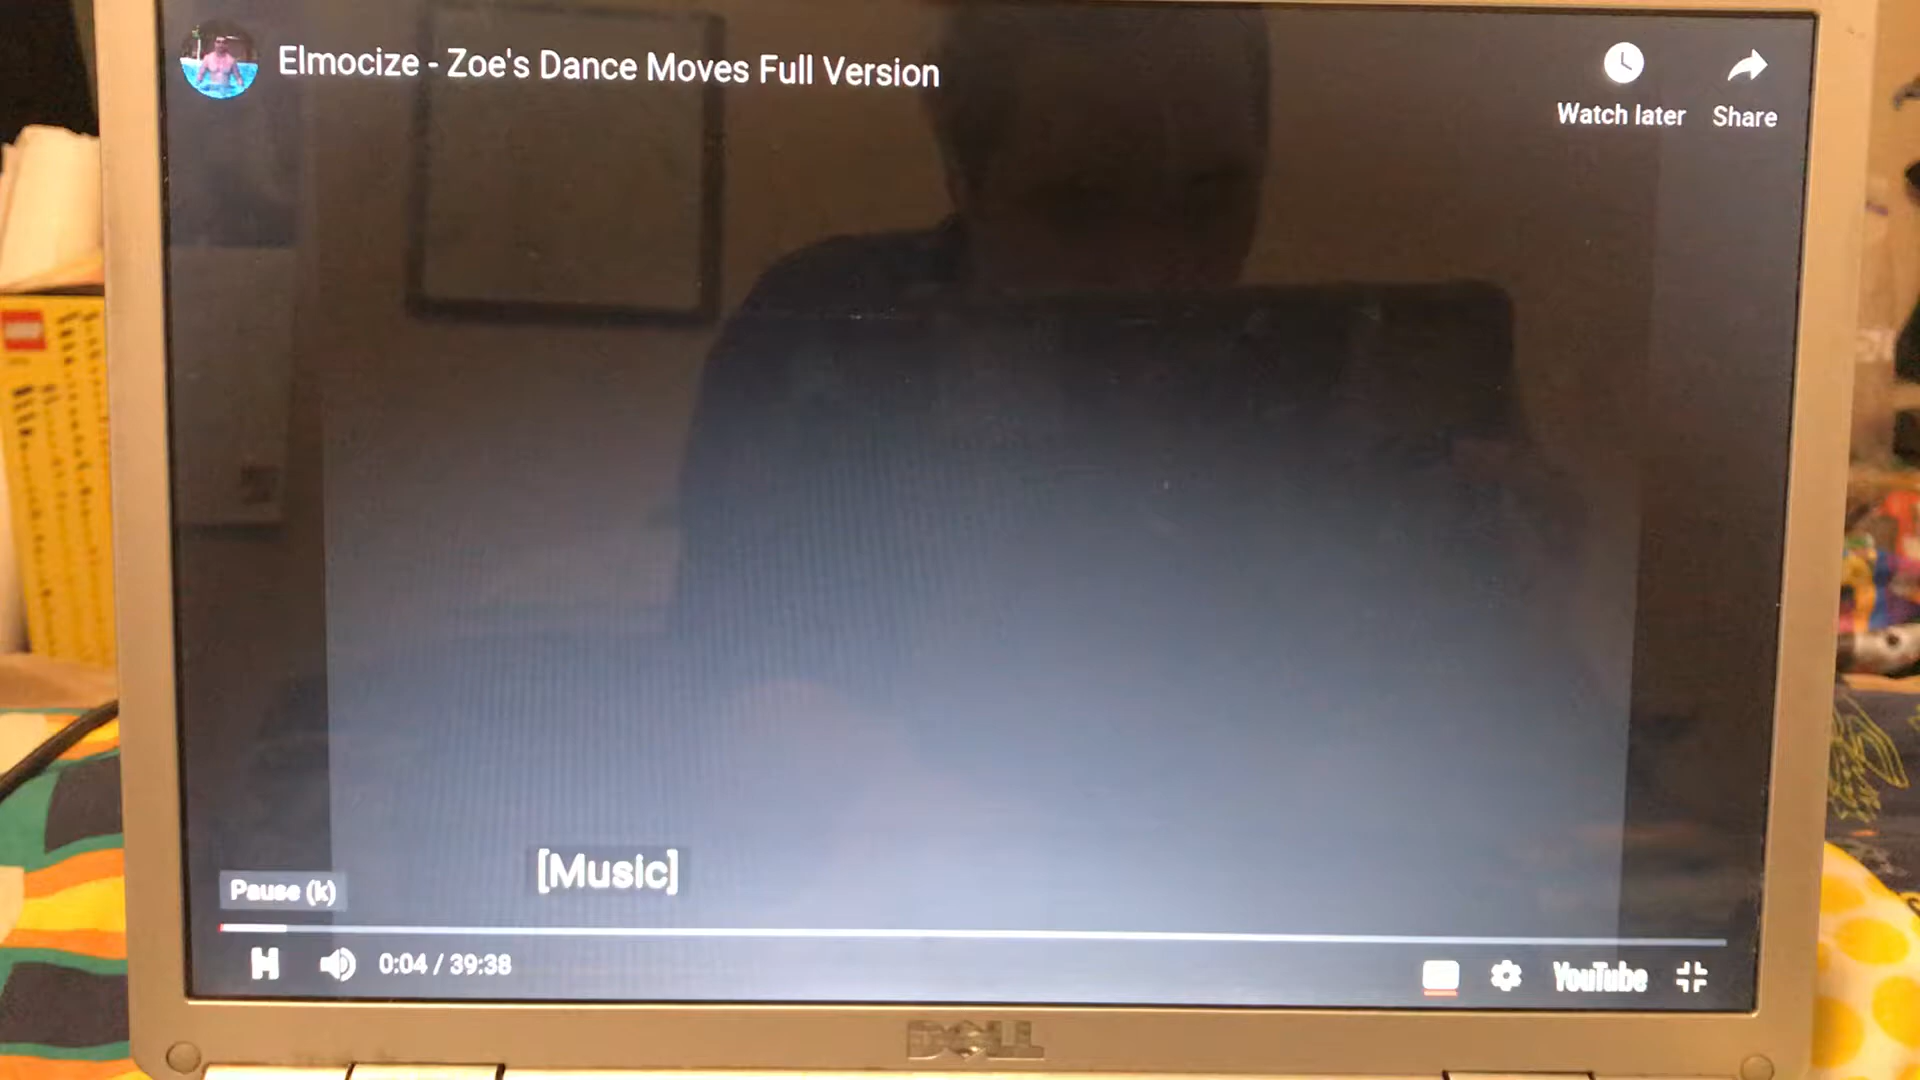 Elmocize - Zoe's Dance Moves Full Version
Watch later
Share
[Music]
Pause (k)
0:04 / 39:38
YouTube
DELL